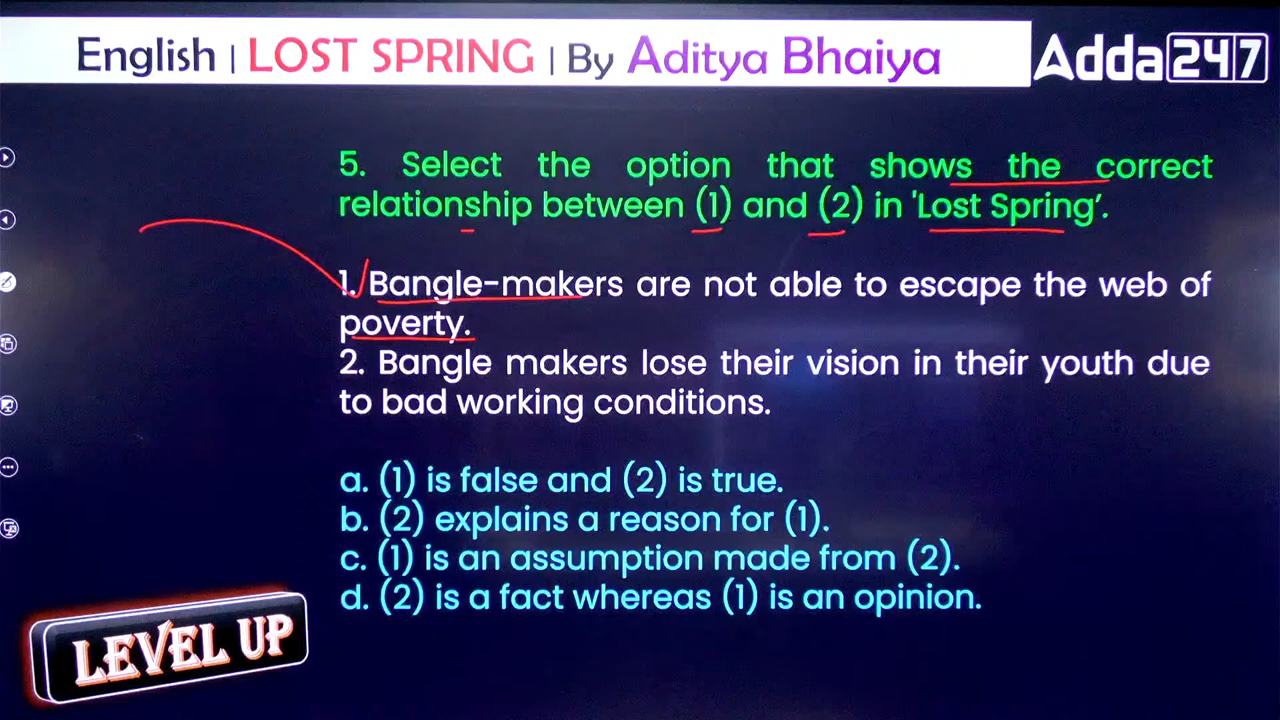 English | LOST SPRING | By Aditya Bhaiya
Adda247
5. Select the option that shows the correct
relationship between (1) and (2) in 'Lost Spring’.
1. Bangle-makers are not able to escape the web of
poverty.
2. Bangle makers lose their vision in their youth due
to bad working conditions.
a. (1) is false and (2) is true.
b. (2) explains a reason for (1).
c. (1) is an assumption made from (2).
d. (2) is a fact whereas (1) is an opinion.
LEVEL UP